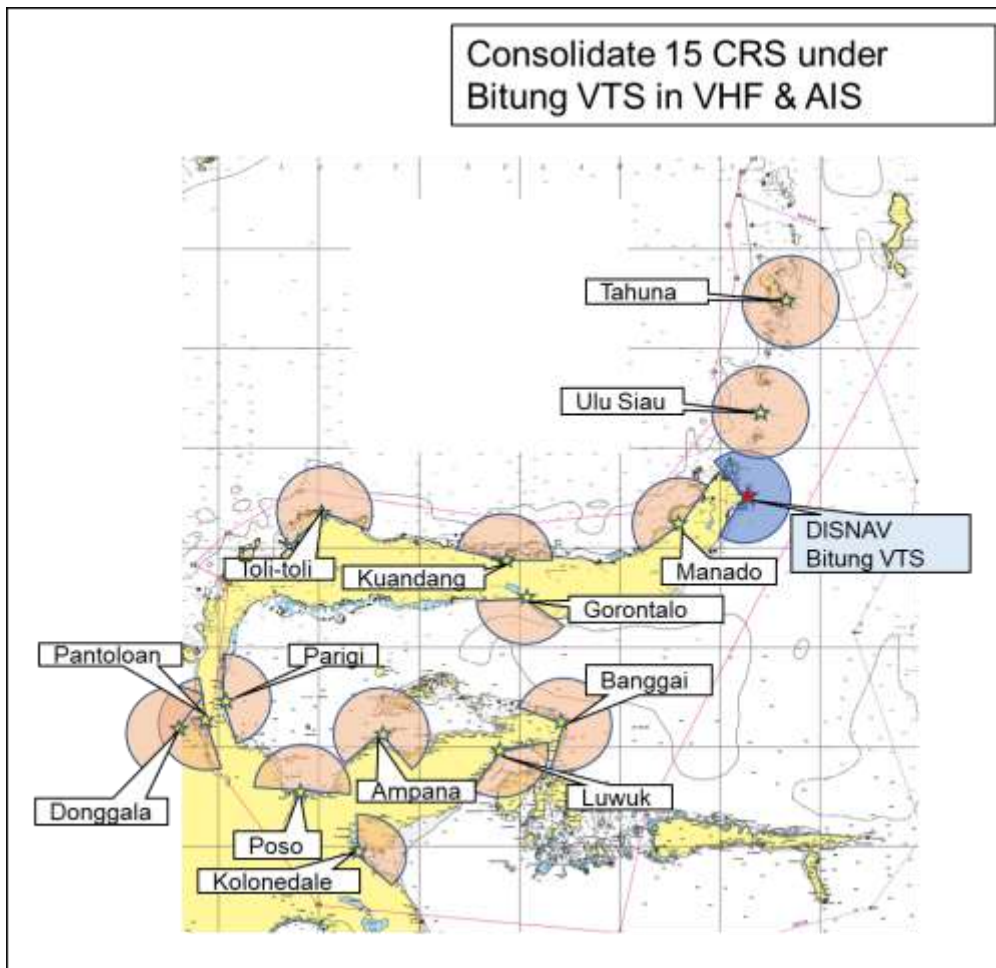 Consolidate 15 CRS under
Bitung VTS in VHF & AIS
Tahuna
Ulu Siau
DISNAV
Bitung VTS
Toli-toli
Kuandang
Manado
Gorontalo
Pantoloan
Parigi
Banggai
Donggala
Ampana
Luwuk
Poso
Kolonedale